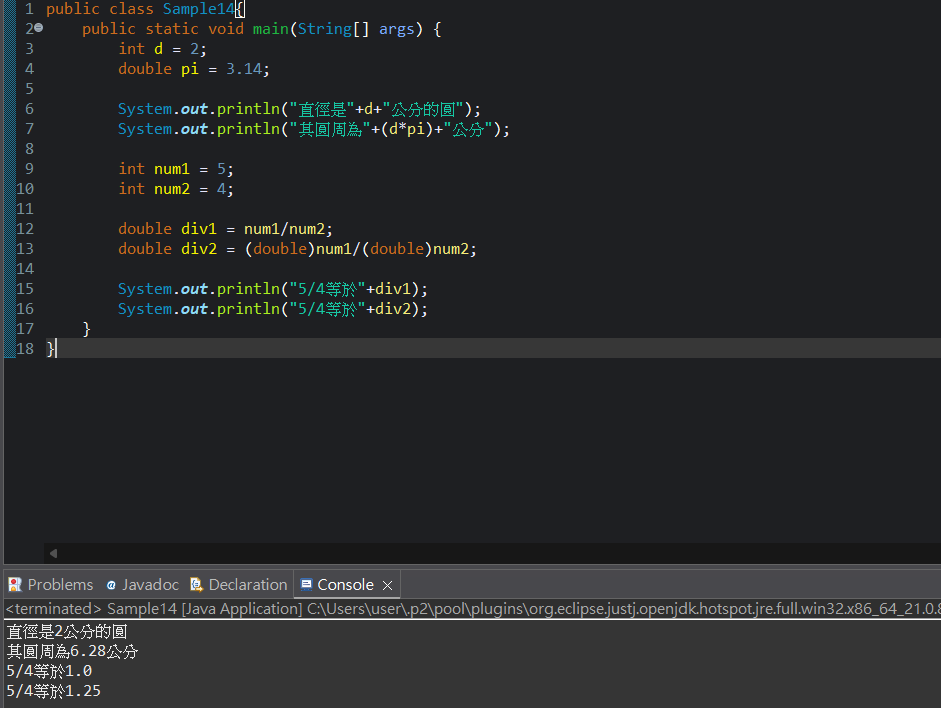 1 public class Sample14{
2 public static void main(String[] args) {
3 int d = 2;
4 double pi = 3.14;
5
6 System.out.println("直徑是"+d+"公分的圓");
7 System.out.println("其圓周為"+(d*pi)+"公分");
8
9 int num1 = 5;
10 int num2 = 4;
11
12 double div1 = num1/num2;
13 double div2 = (double)num1/(double)num2;
14
15 System.out.println("5/4等於"+div1);
16 System.out.println("5/4等於"+div2);
17 }
18 }
Problems @ Javadoc Declaration Console ×
<terminated> Sample14 [Java Application] C:\Users\user\.p2\pool\plugins\org.eclipse.justj.openjdk.hotspot.jre.full.win32.x86_64_21.0.8
直徑是2公分的圓
其圓周為6.28公分
5/4等於1.0
5/4等於1.25